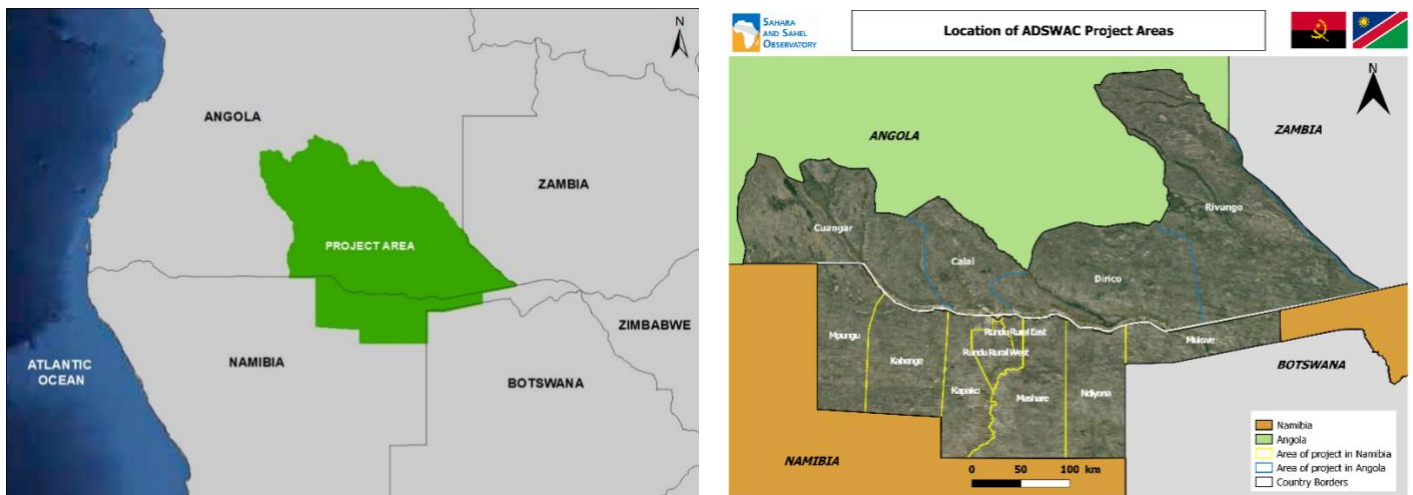 N
ANGOLA
ZAMBIA
PROJECT AREA
ZIMBABWE
ATLANTIC
OCEAN
NAMIBIA
BOTSWANA
SAHARA
AND SAHEL
OBSERVATORY
Location of ADSWAC Project Areas
N
ANGOLA
ZAMBIA
Rivungo
Cuangar
Calai
Dirico
Mpungu
Rundu Rural East
Mukwe
Kahenge
Rundu Rural West
BOTSWANA
Kapako
Mashare
Ndiyona
NAMIBIA
0 50 100 km
Namibia
Angola
Area of project in Namibia
Area of project in Angola
Country Borders